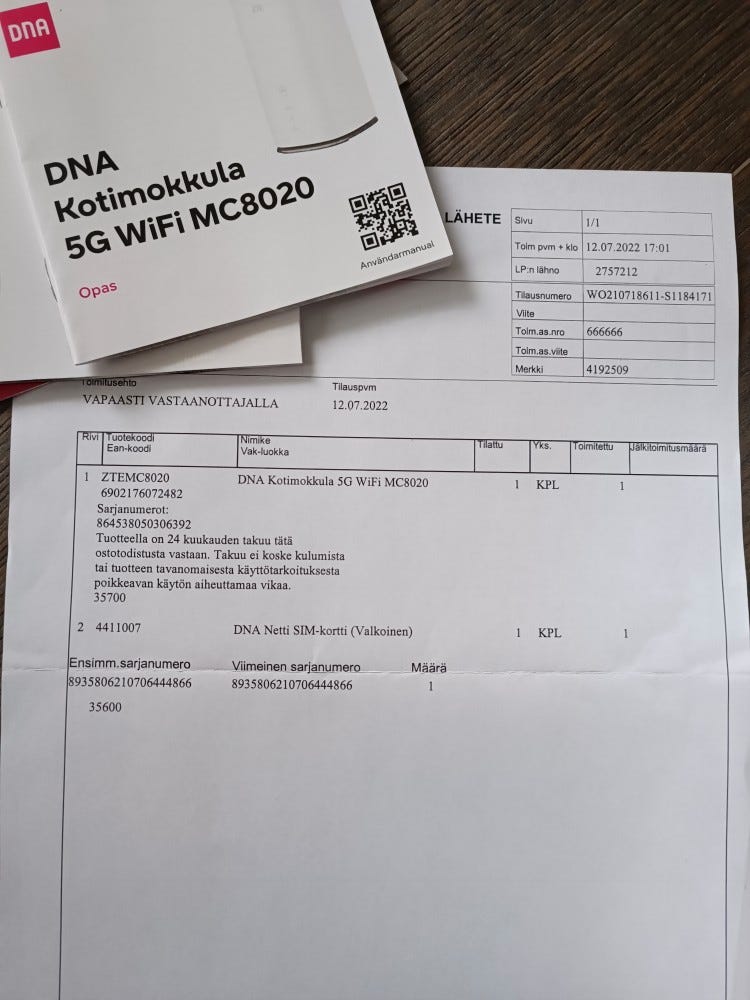 DNA
DNA
Kotimokkula
5G WiFi MC8020
Opas
Användarmanual
LÄHETE
Sivu 1/1
Toim pvm + klo 12.07.2022 17:01
LP:n lähno 2757212
Tilausnumero WO210718611-S1184171
Viite
Toim.as.nro 666666
Toim.as.viite
Merkki 4192509
Toimitusehto Tilauspvm
VAPAASTI VASTAANOTTAJALLA 12.07.2022
Rivi Tuotekoodi Nimike Tilattu Yks. Toimitettu Jälkitoimitusmäärä
Ean-koodi Vak-luokka
1 ZTEMC8020 DNA Kotimokkula 5G WiFi MC8020 1 KPL 1
6902176072482
Sarjanumerot:
864538050306392
Tuotteella on 24 kuukauden takuu tätä
ostotodistusta vastaan. Takuu ei koske kulumista
tai tuotteen tavanomaisesta käyttötarkoituksesta
poikkeavan käytön aiheuttamaa vikaa.
35700
2 4411007 DNA Netti SIM-kortti (Valkoinen) 1 KPL 1
Ensimm.sarjanumero Viimeinen sarjanumero Määrä
8935806210706444866 8935806210706444866 1
35600